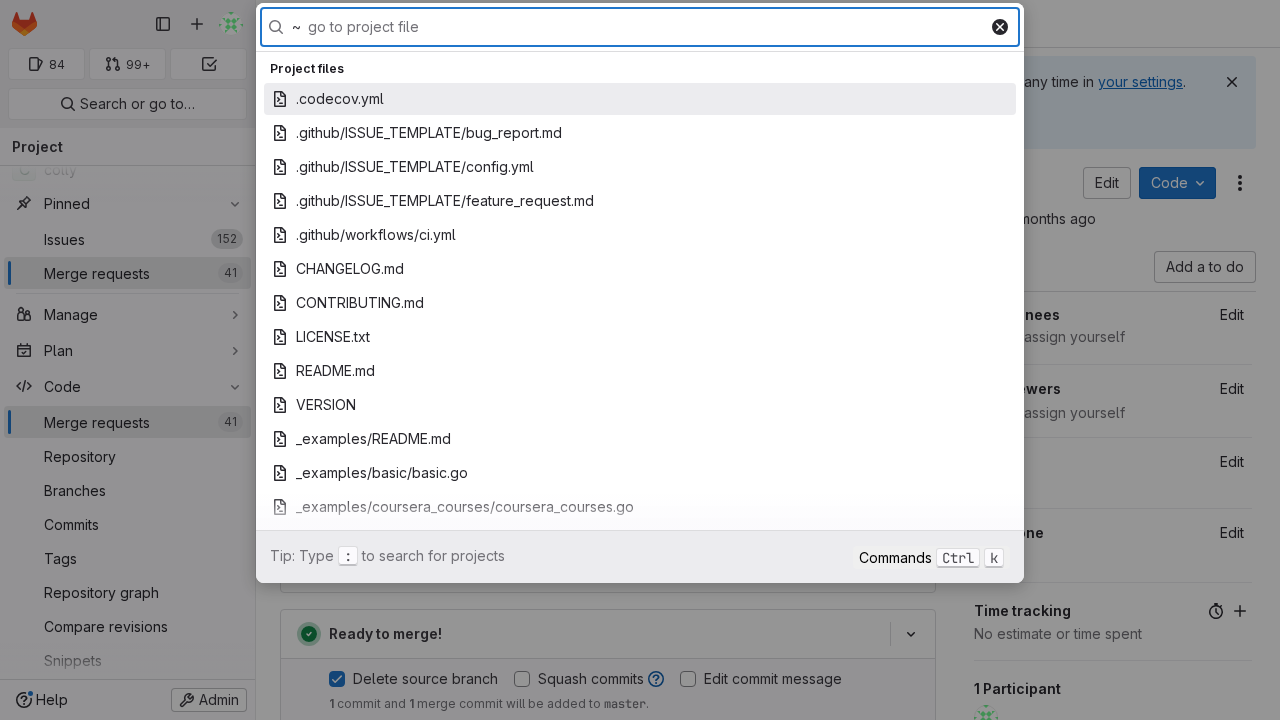 ~ go to project file
84
99+
Search or go to…
any time in your settings.
Project
colly
Project files
.codecov.yml
.github/ISSUE_TEMPLATE/bug_report.md
.github/ISSUE_TEMPLATE/config.yml
.github/ISSUE_TEMPLATE/feature_request.md
.github/workflows/ci.yml
CHANGELOG.md
CONTRIBUTING.md
LICENSE.txt
README.md
VERSION
_examples/README.md
_examples/basic/basic.go
_examples/coursera_courses/coursera_courses.go
Tip: Type : to search for projects
Commands Ctrl k
Pinned
Issues 152
Merge requests 41
Manage
Plan
Code
Merge requests 41
Repository
Branches
Commits
Tags
Repository graph
Compare revisions
Snippets
Help
Admin
Edit
Code
months ago
Add a to do
Edit
assign yourself
Edit
assign yourself
Edit
Edit
Time tracking
No estimate or time spent
1 Participant
Ready to merge!
Delete source branch
Squash commits
Edit commit message
1 commit and 1 merge commit will be added to master.